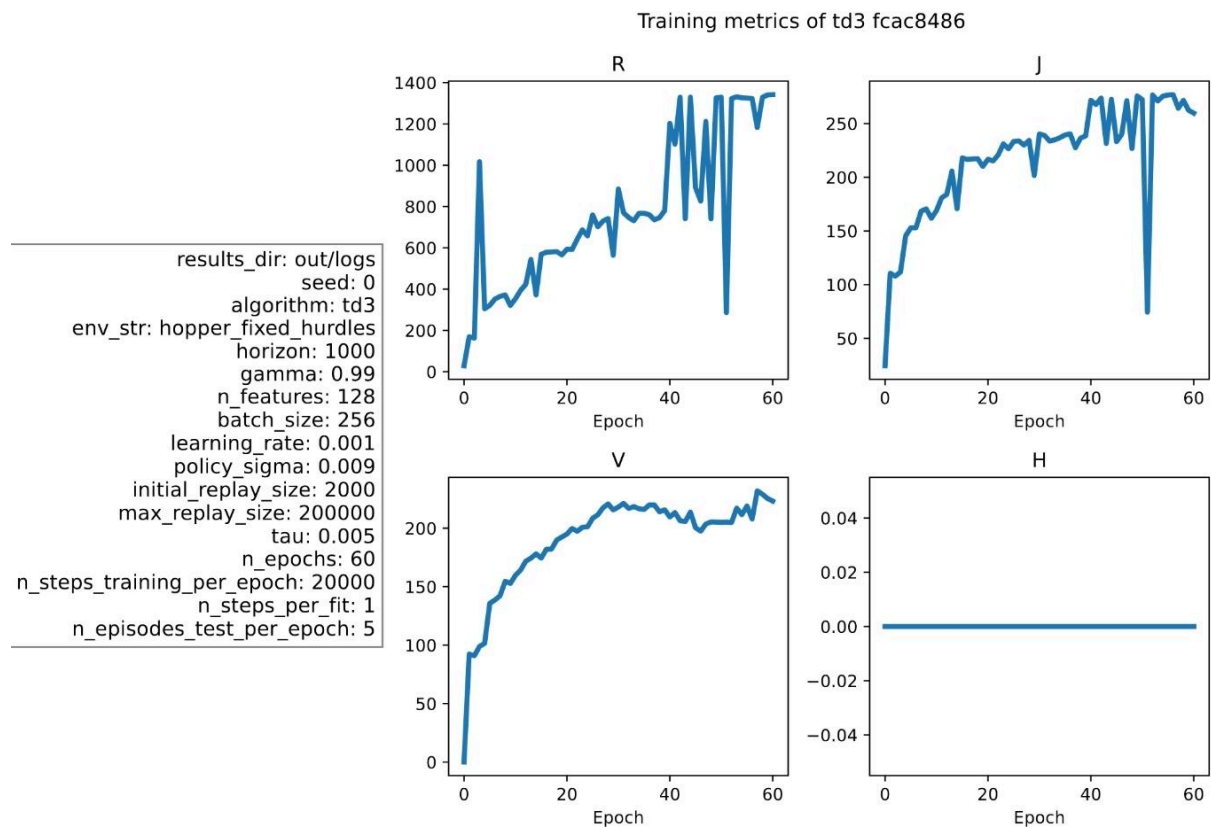 Training metrics of td3 fcac8486
results_dir: out/logs
seed: 0
algorithm: td3
env_str: hopper_fixed_hurdles
horizon: 1000
gamma: 0.99
n_features: 128
batch_size: 256
learning_rate: 0.001
policy_sigma: 0.009
initial_replay_size: 2000
max_replay_size: 200000
tau: 0.005
n_epochs: 60
n_steps_training_per_epoch: 20000
n_steps_per_fit: 1
n_episodes_test_per_epoch: 5
R
1400
1200
1000
800
600
400
200
0
0 20 40 60
Epoch
J
250
200
150
100
50
0 20 40 60
Epoch
V
200
150
100
50
0
0 20 40 60
Epoch
H
0.04
0.02
0.00
−0.02
−0.04
0 20 40 60
Epoch